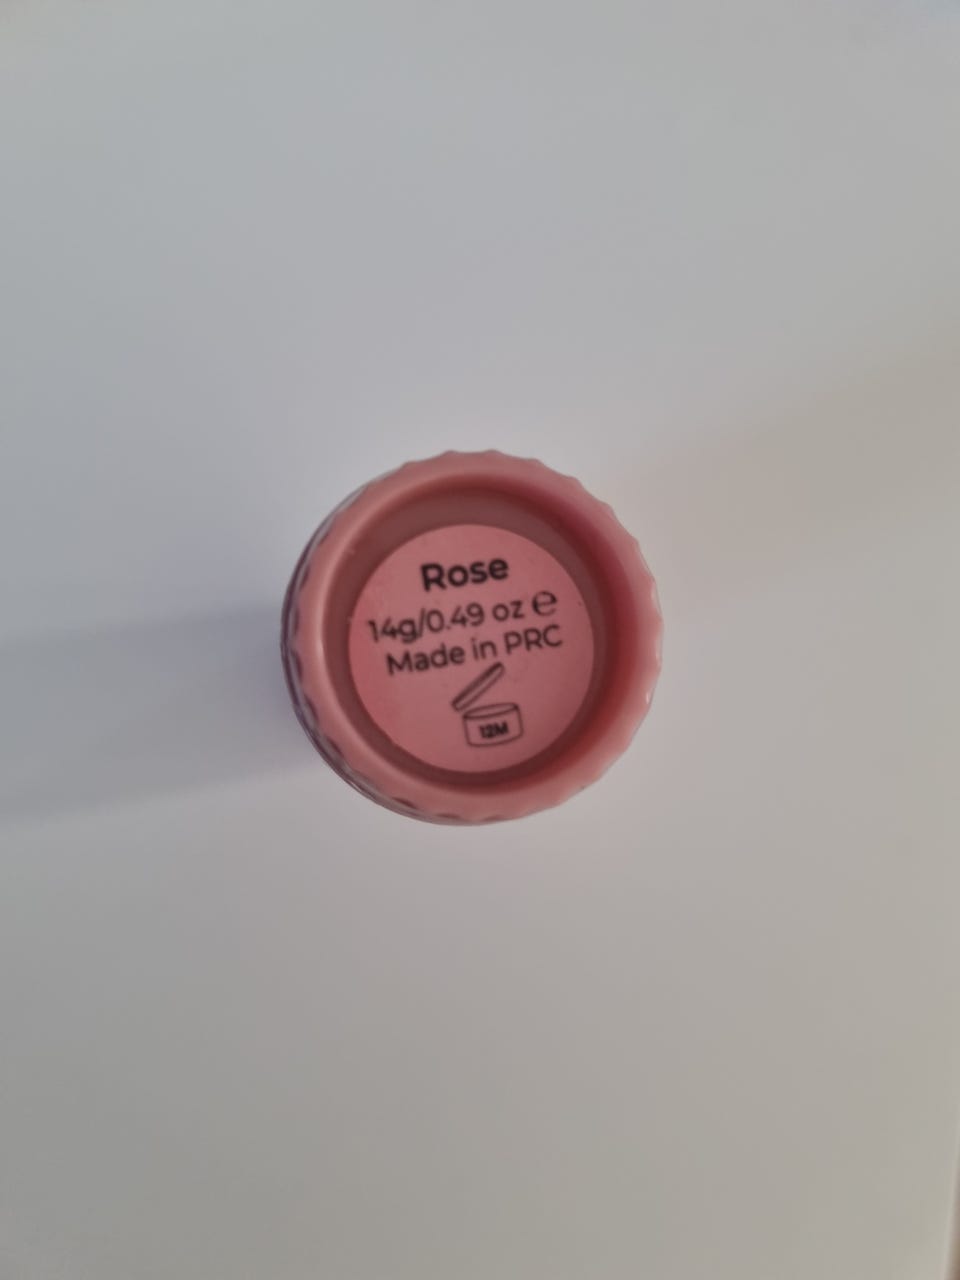 Rose
14g/0.49 oz ℮
Made in PRC
12M